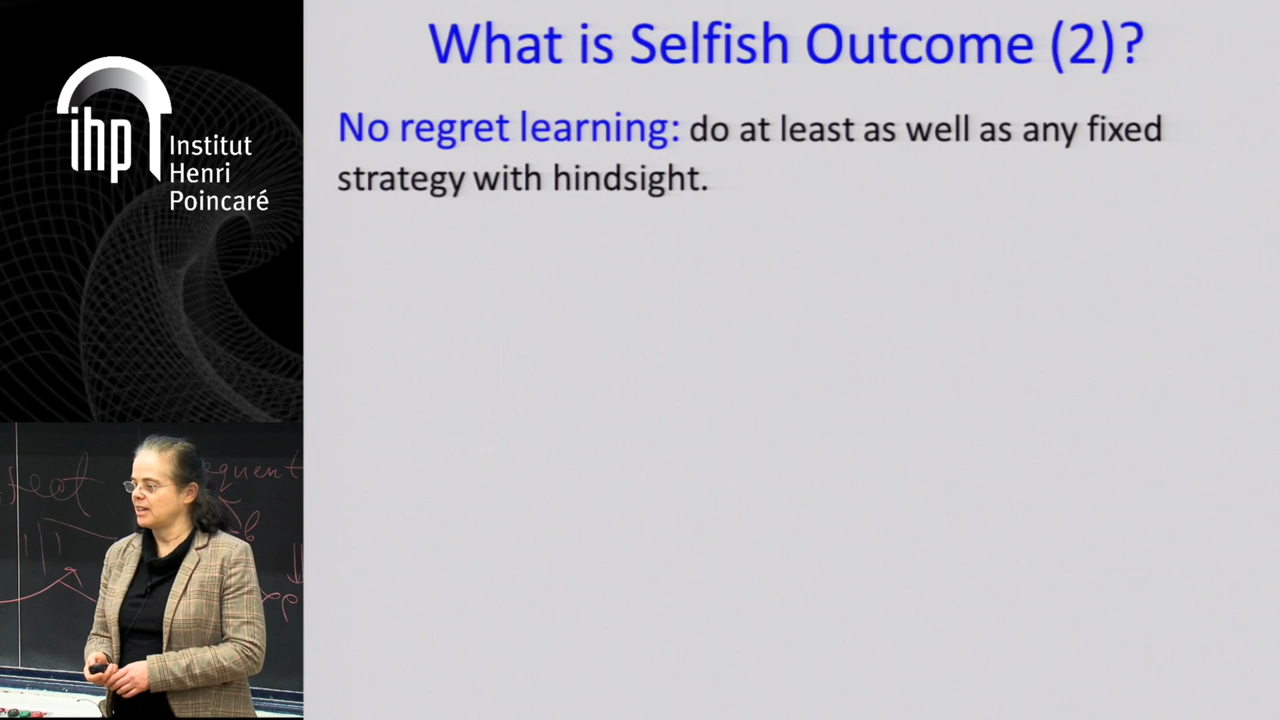 What is Selfish Outcome (2)?
No regret learning: do at least as well as any fixed
strategy with hindsight.
ihp Institut
Henri
Poincaré
equent